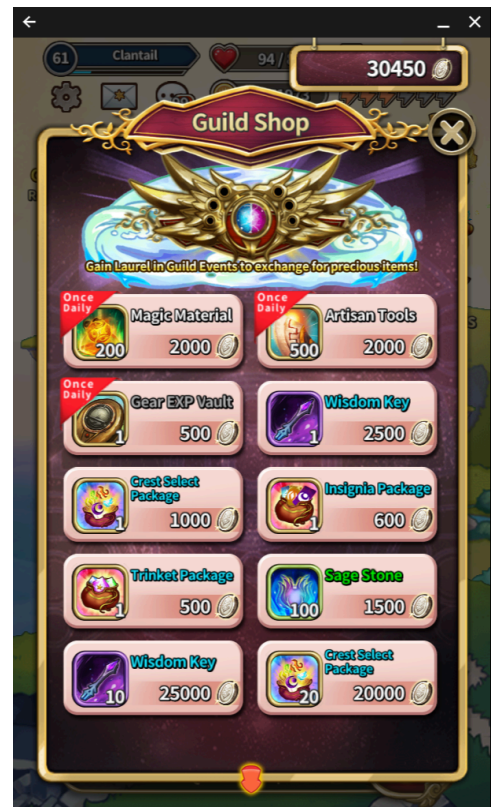 61
Clantail
94 /
30450
Guild Shop
Gain Laurel in Guild Events to exchange for precious items!
Once
Daily
Magic Material
200
2000
Once
Daily
Artisan Tools
500
2000
Once
Daily
Gear EXP Vault
1
500
Wisdom Key
1
2500
Crest Select
Package
1
1000
Insignia Package
1
600
Trinket Package
1
500
Sage Stone
100
1500
Wisdom Key
10
25000
Crest Select
Package
20
20000